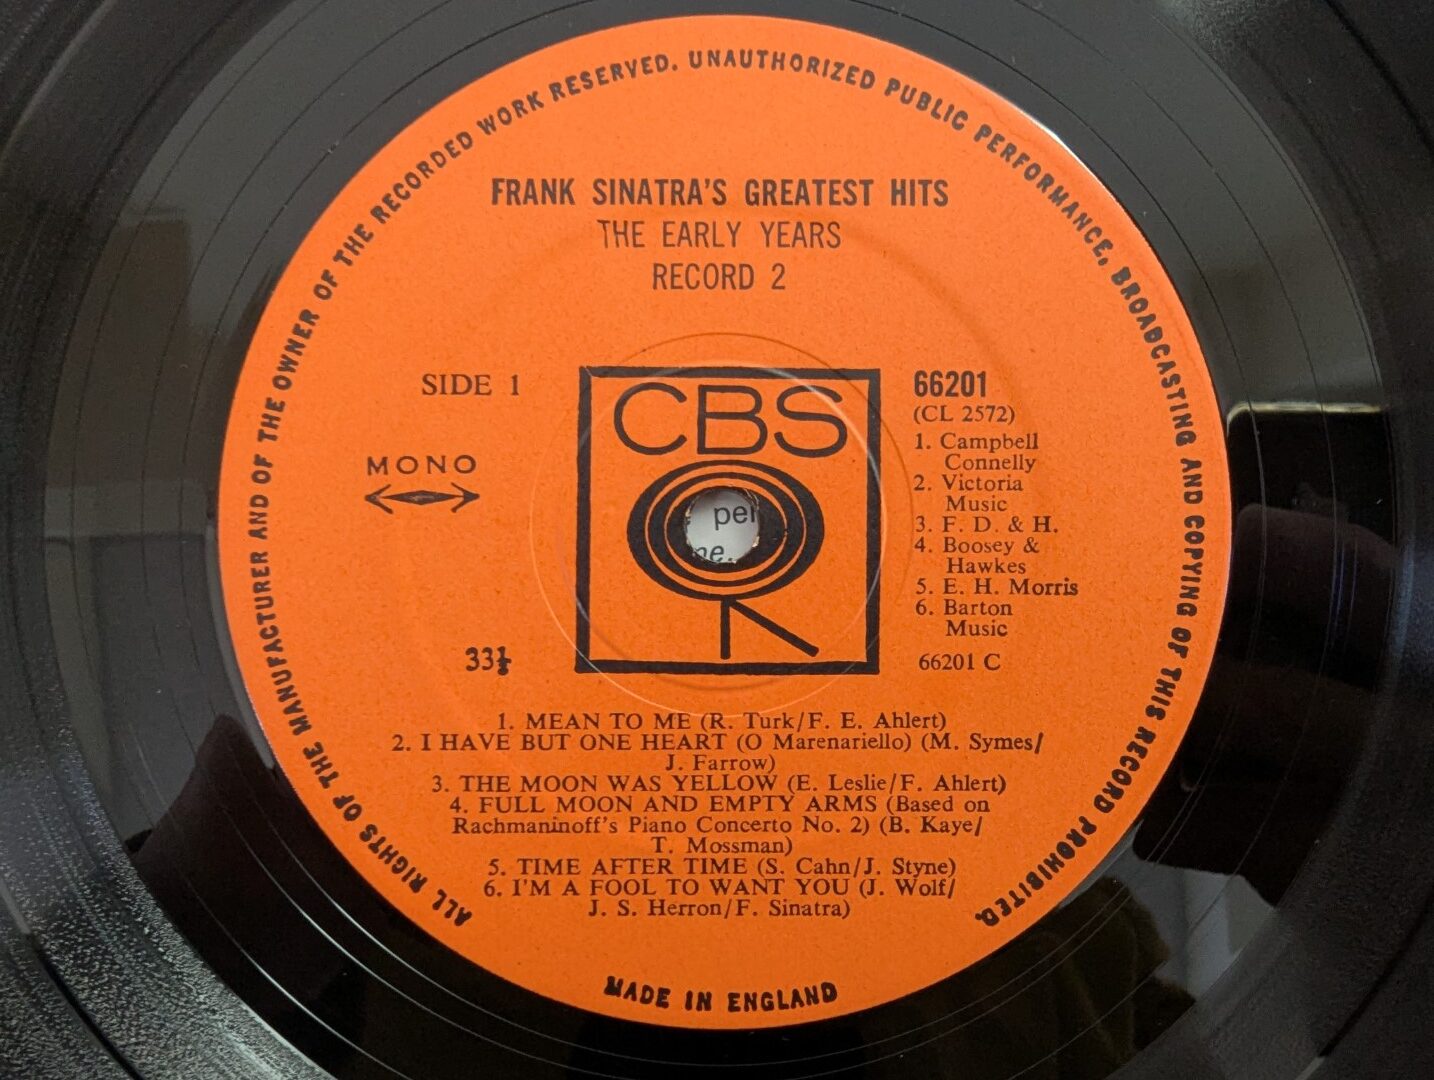 ALL RIGHTS OF THE MANUFACTURER AND OF THE OWNER OF THE RECORDED WORK RESERVED. UNAUTHORIZED PUBLIC PERFORMANCE, BROADCASTING AND COPYING OF THIS RECORD PROHIBITED.
FRANK SINATRA'S GREATEST HITS
THE EARLY YEARS
RECORD 2
SIDE 1
MONO
33⅓
CBS
66201
(CL 2572)
1. Campbell
Connelly
2. Victoria
Music
3. F. D. & H.
4. Boosey &
Hawkes
5. E. H. Morris
6. Barton
Music
66201 C
1. MEAN TO ME (R. Turk/F. E. Ahlert)
2. I HAVE BUT ONE HEART (O Marenariello) (M. Symes/
J. Farrow)
3. THE MOON WAS YELLOW (E. Leslie/F. Ahlert)
4. FULL MOON AND EMPTY ARMS (Based on
Rachmaninoff's Piano Concerto No. 2) (B. Kaye/
T. Mossman)
5. TIME AFTER TIME (S. Cahn/J. Styne)
6. I'M A FOOL TO WANT YOU (J. Wolf/
J. S. Herron/F. Sinatra)
MADE IN ENGLAND